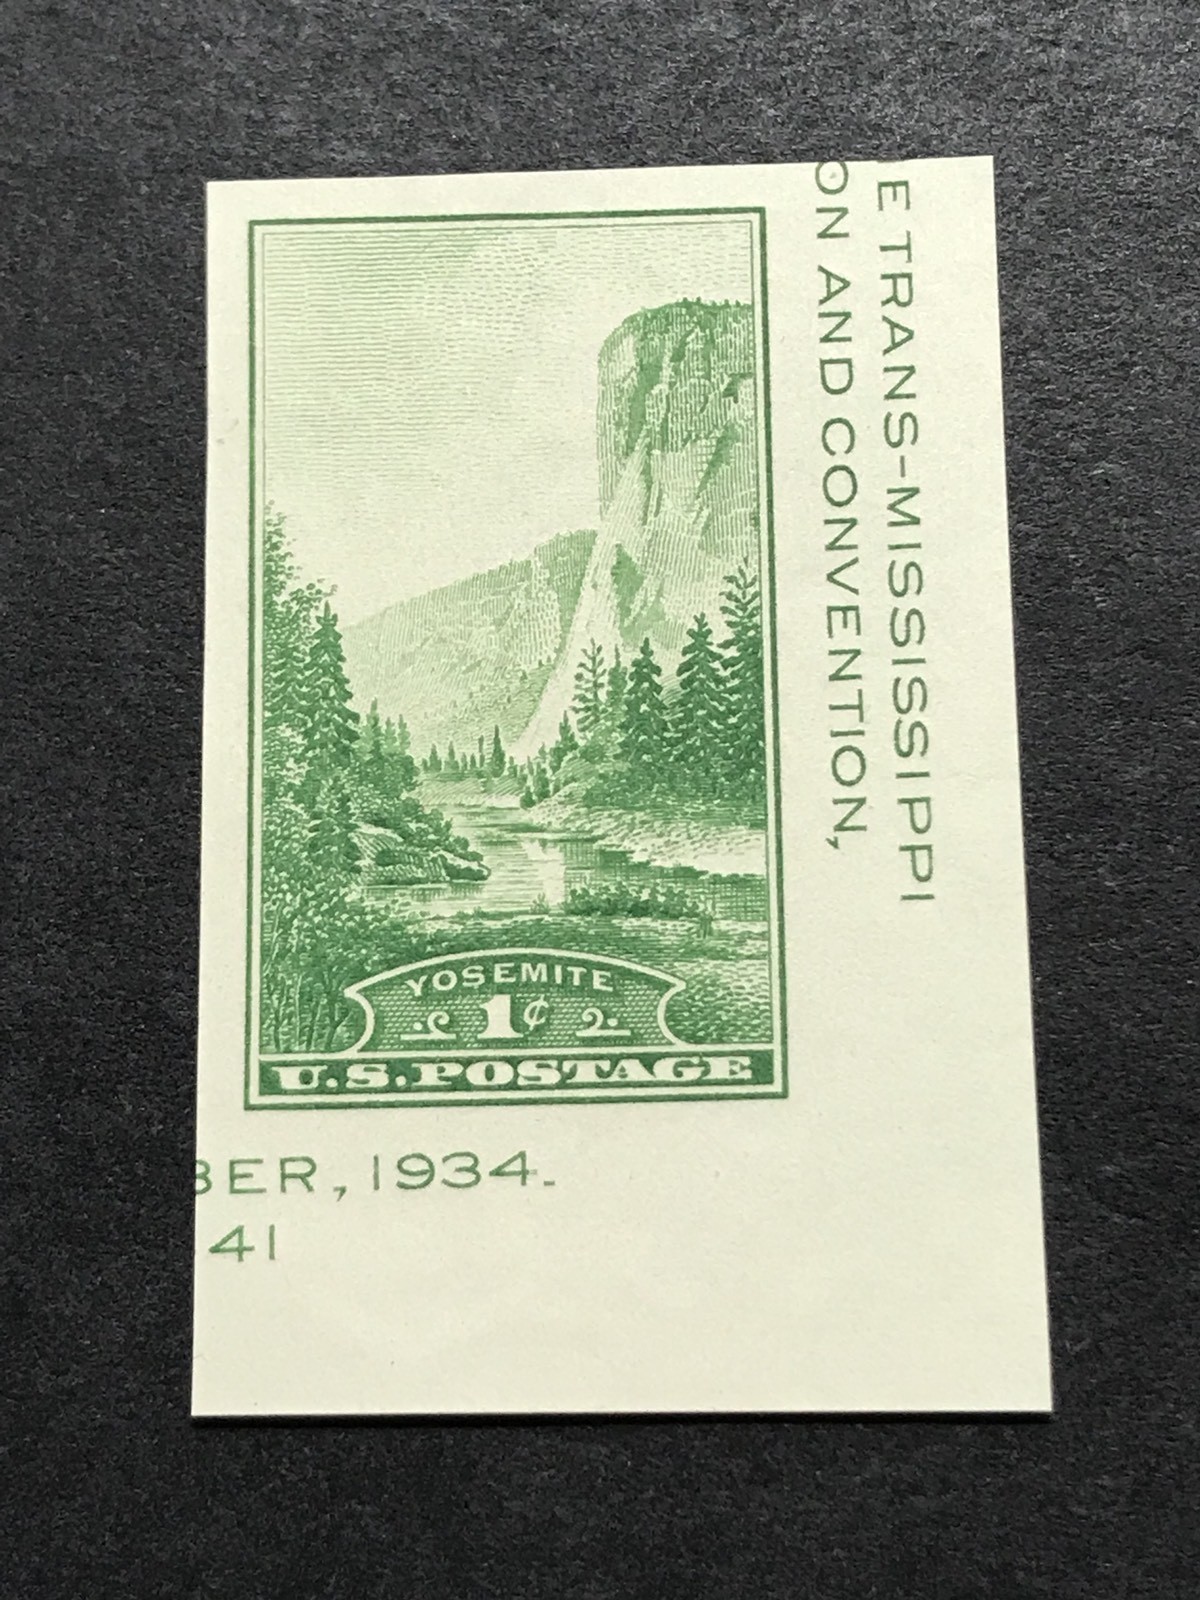 E TRANS-MISSISSIPPI
ON AND CONVENTION,
YOSEMITE
1¢
U.S.POSTAGE
BER, 1934.
41